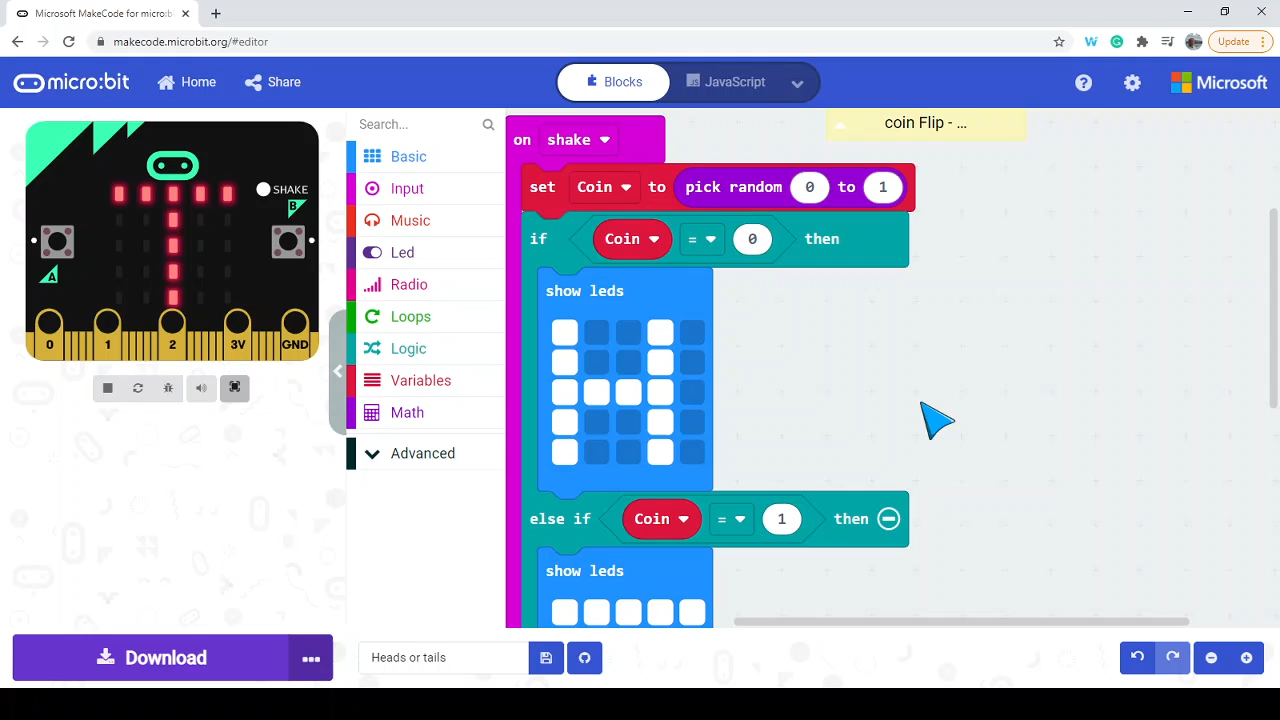 Microsoft MakeCode for micro:b
makecode.microbit.org/#editor
Update
micro:bit
Home
Share
Blocks
JavaScript
Microsoft
SHAKE
B
A
0 1 2 3V GND
Search...
Basic
Input
Music
Led
Radio
Loops
Logic
Variables
Math
Advanced
coin Flip - ...
on shake
set Coin to pick random 0 to 1
if Coin = 0 then
show leds
else if Coin = 1 then
show leds
Download
Heads or tails